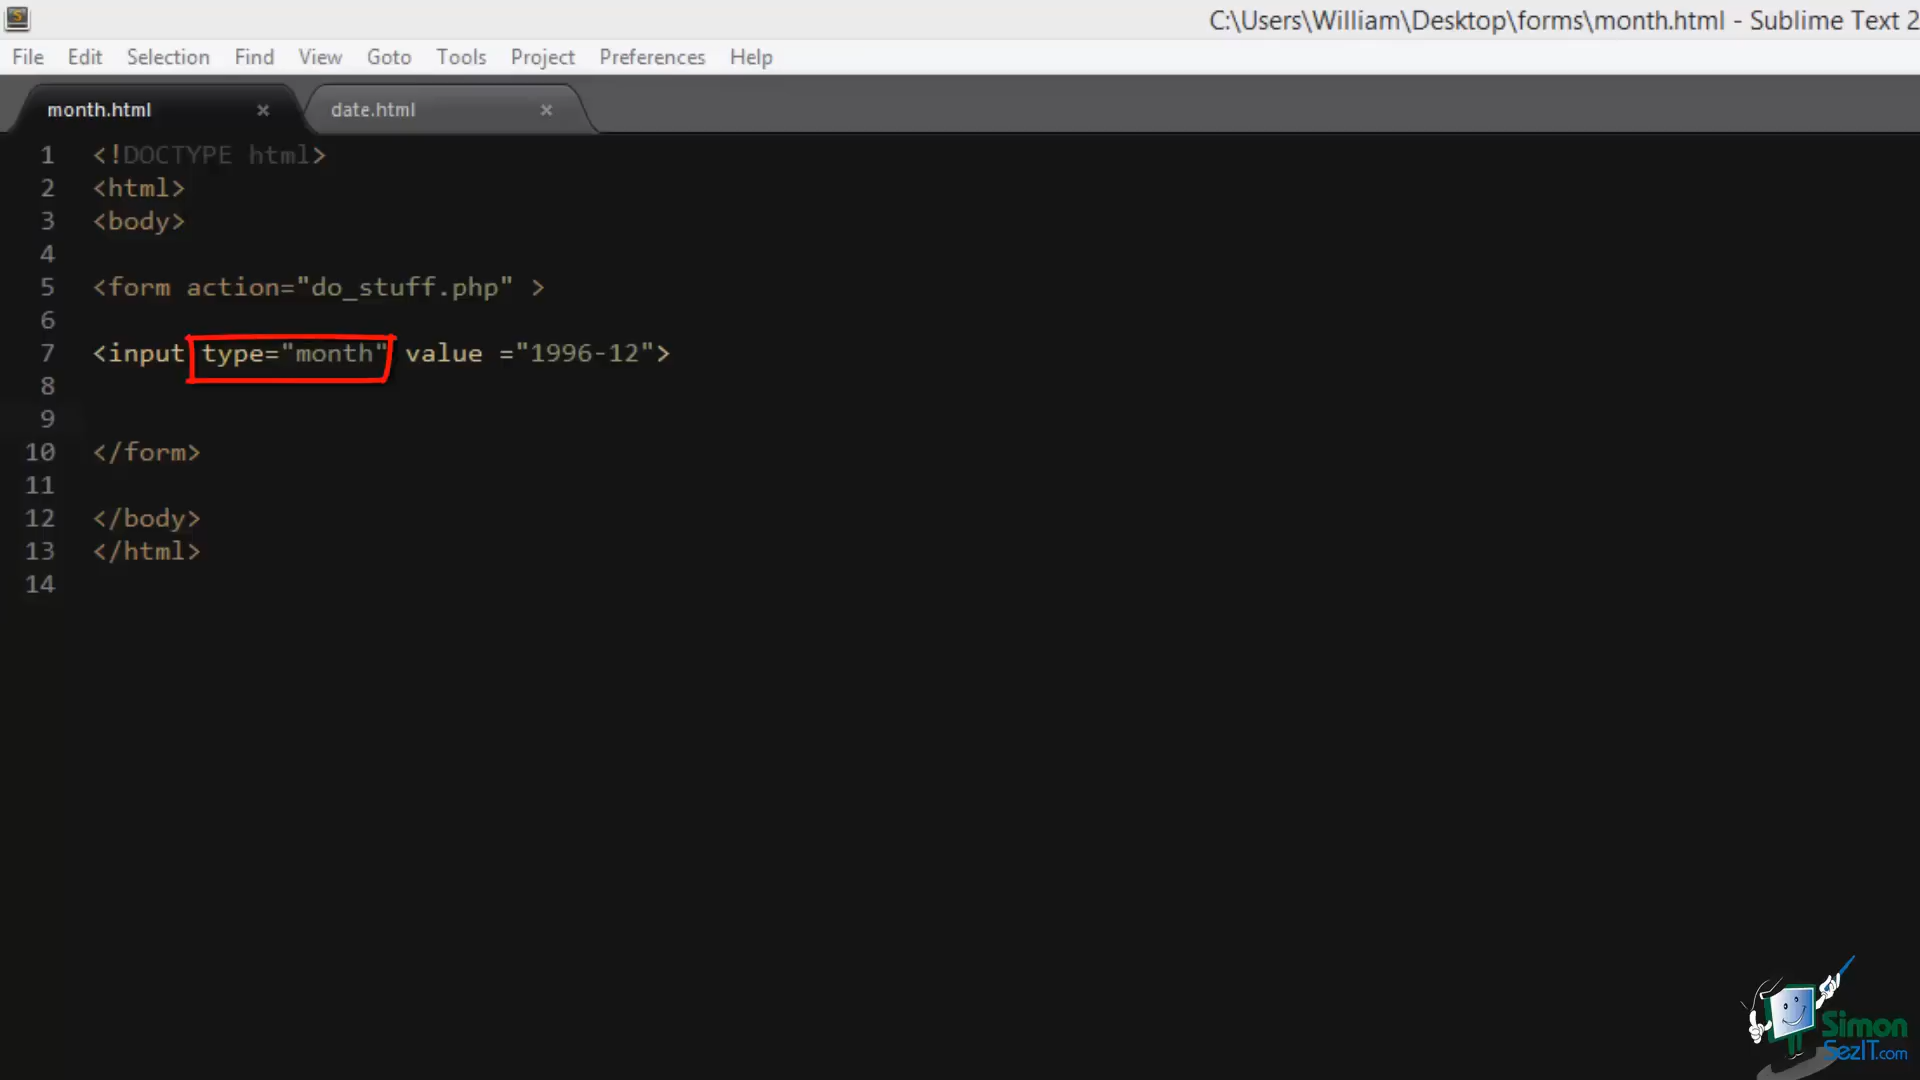 C:\Users\William\Desktop\forms\month.html - Sublime Text 2
File Edit Selection Find View Goto Tools Project Preferences Help
month.html × date.html ×
1 <!DOCTYPE html>
2 <html>
3 <body>
4
5 <form action="do_stuff.php" >
6
7 <input type="month" value ="1996-12">
8
9
10 </form>
11
12 </body>
13 </html>
14
Simon
SezIT.com